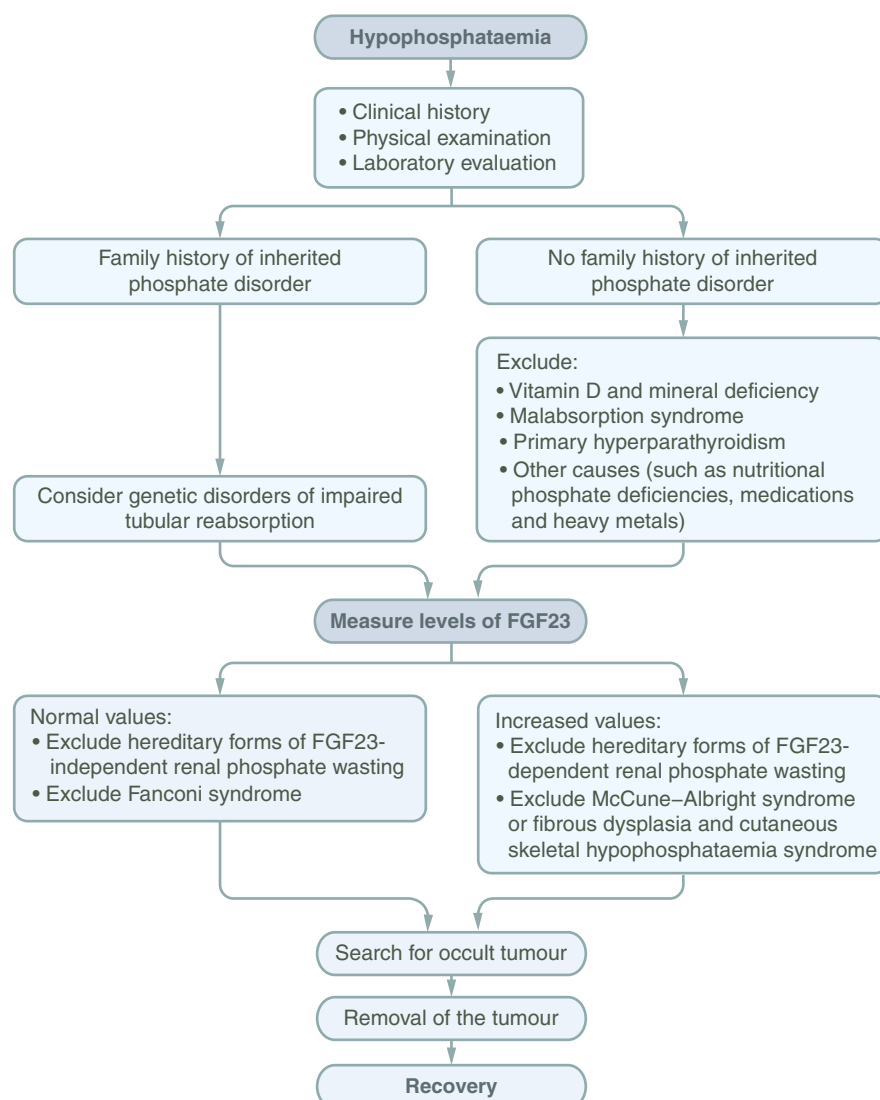 Hypophosphataemia
• Clinical history
• Physical examination
• Laboratory evaluation
Family history of inherited
phosphate disorder
No family history of inherited
phosphate disorder
Exclude:
• Vitamin D and mineral deficiency
• Malabsorption syndrome
• Primary hyperparathyroidism
• Other causes (such as nutritional
phosphate deficiencies, medications
and heavy metals)
Consider genetic disorders of impaired
tubular reabsorption
Measure levels of FGF23
Normal values:
• Exclude hereditary forms of FGF23-
independent renal phosphate wasting
• Exclude Fanconi syndrome
Increased values:
• Exclude hereditary forms of FGF23-
dependent renal phosphate wasting
• Exclude McCune–Albright syndrome
or fibrous dysplasia and cutaneous
skeletal hypophosphataemia syndrome
Search for occult tumour
Removal of the tumour
Recovery